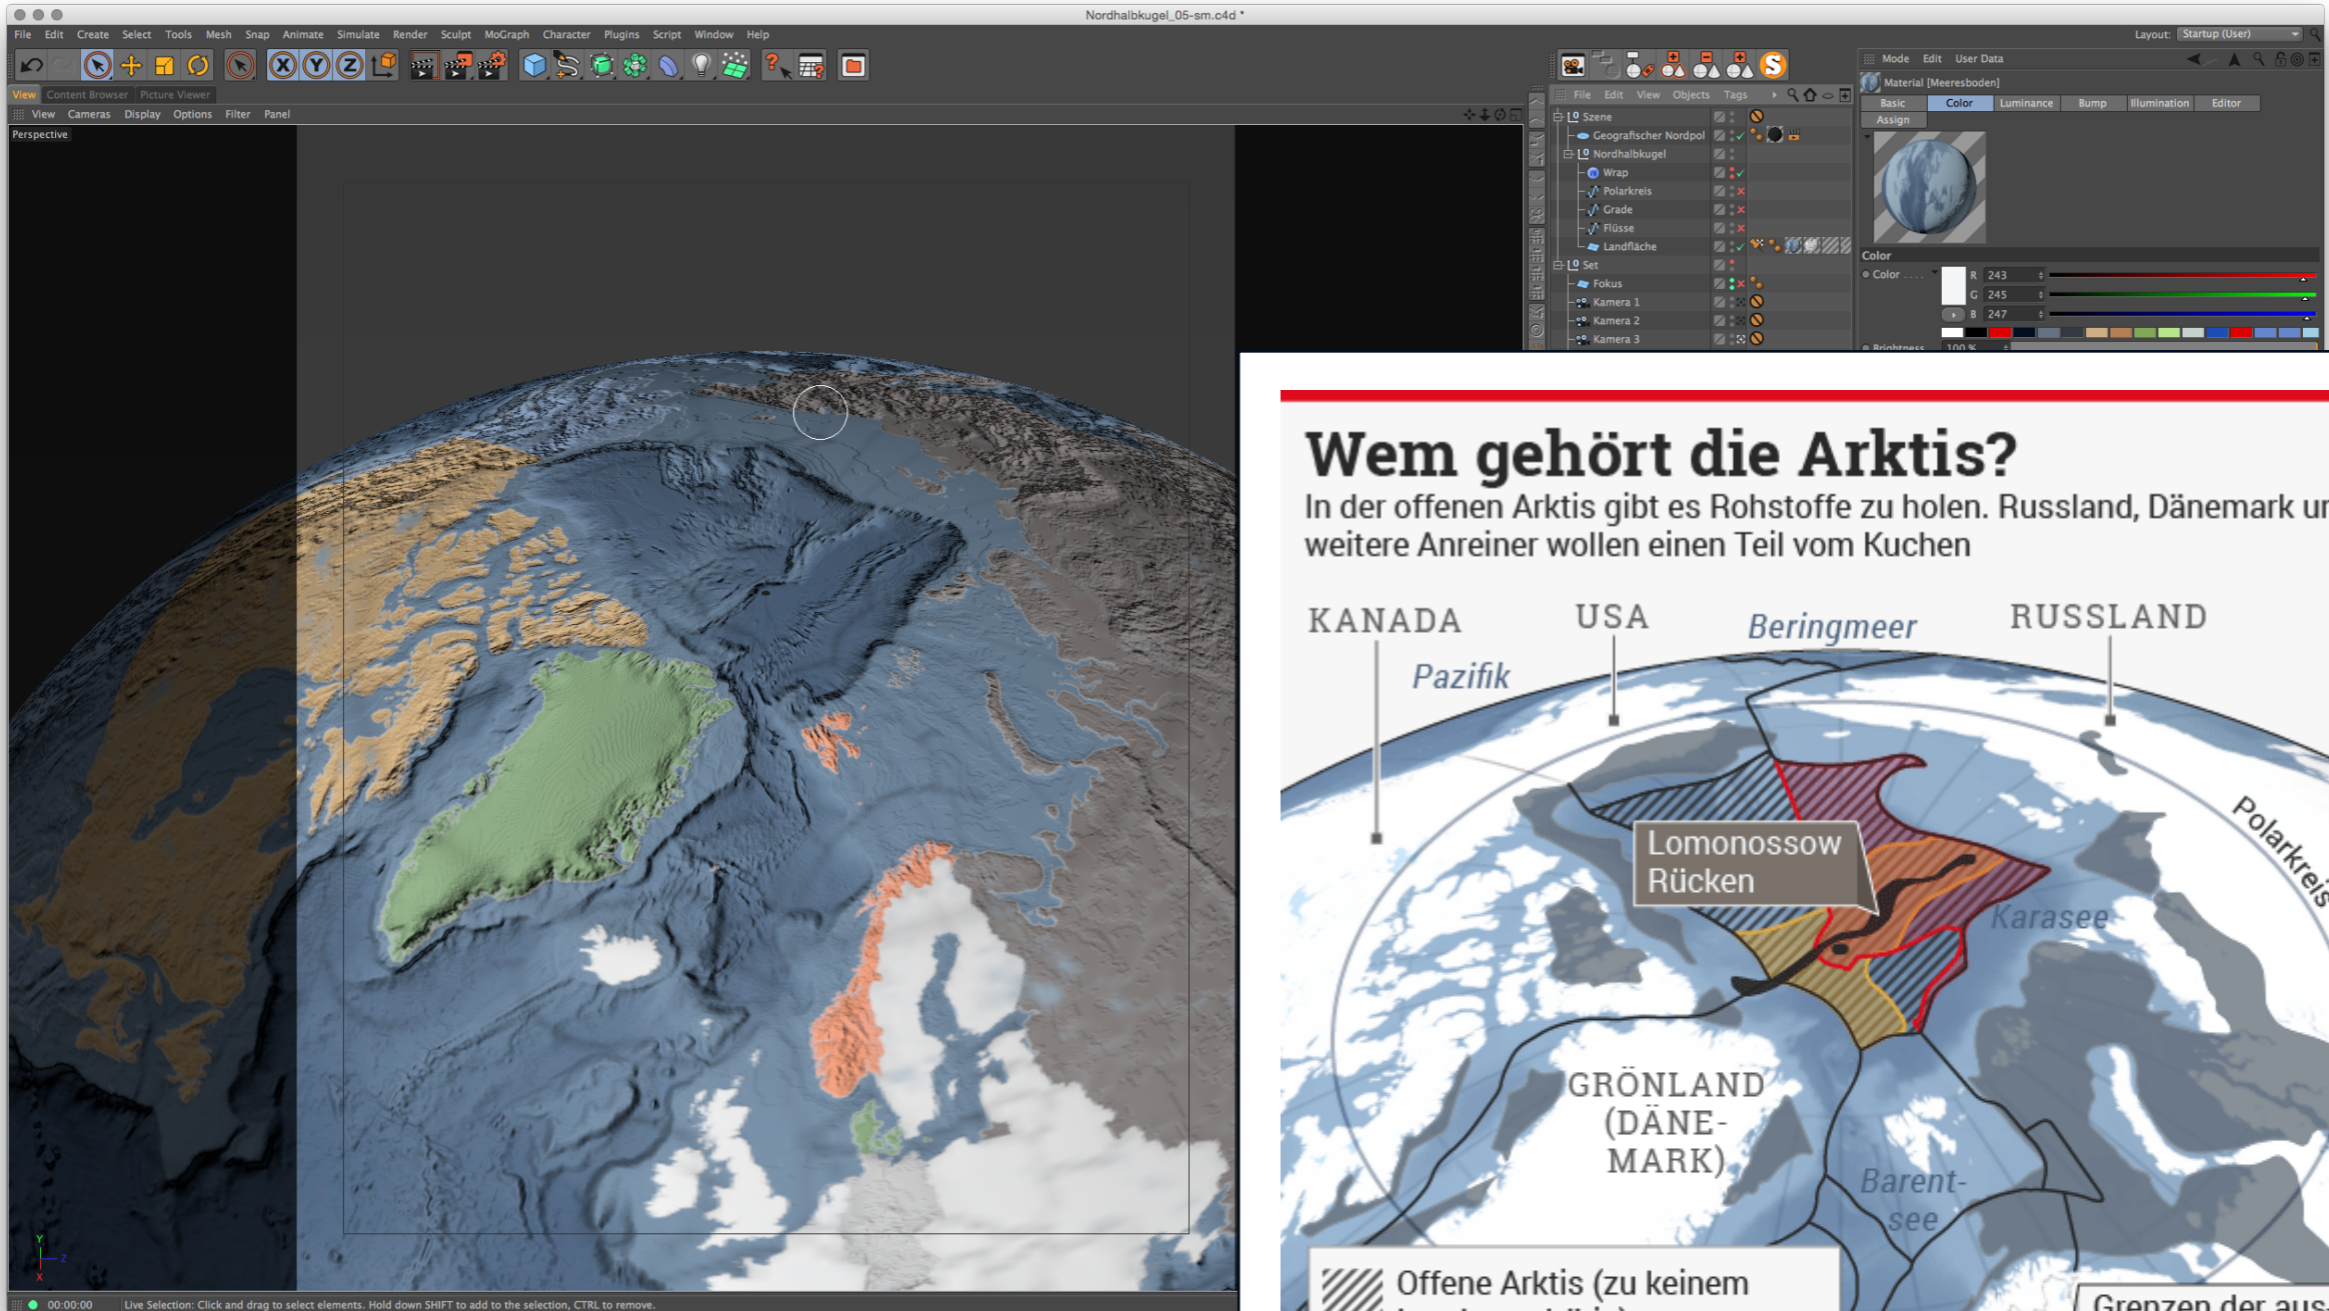 Nordhalbkugel_05-sm.c4d *
File Edit Create Select Tools Mesh Snap Animate Simulate Render Sculpt MoGraph Character Plugins Script Window Help
Layout: Startup (User)
View Content Browser Picture Viewer
View Cameras Display Options Filter Panel
Perspective
File Edit View Objects Tags
Szene
Geografischer Nordpol
Nordhalbkugel
Wrap
Polarkreis
Grade
Flüsse
Landfläche
Set
Fokus
Kamera 1
Kamera 2
Kamera 3
Mode Edit User Data
Material [Meeresboden]
Basic Color Luminance Bump Illumination Editor
Assign
Color
Color . . . . R 243
G 245
B 247
Brightness 100 %
Wem gehört die Arktis?
In der offenen Arktis gibt es Rohstoffe zu holen. Russland, Dänemark
weitere Anreiner wollen einen Teil vom Kuchen
KANADA
USA
Beringmeer
RUSSLAND
Pazifik
Polarkreis
Lomonossow
Rücken
Karasee
GRÖNLAND
(DÄNE-
MARK)
Barent-
see
Offene Arktis (zu keinem
Grenzen der
Y
Z
X
00:00:00 Live Selection: Click and drag to select elements. Hold down SHIFT to add to the selection, CTRL to remove.